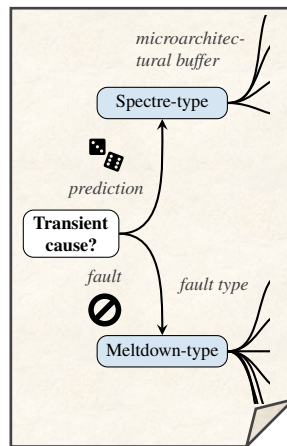 microarchitec-
tural buffer
Spectre-type
prediction
Transient
cause?
fault
fault type
Meltdown-type